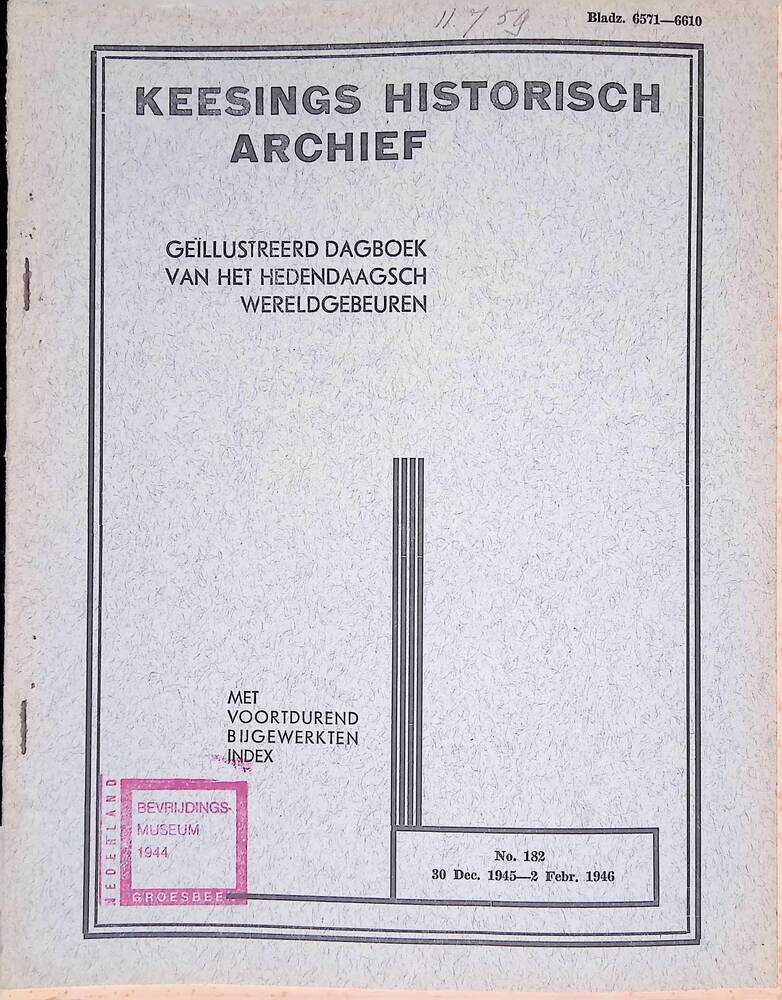 11.7 59
Bladz. 6571—6610
KEESINGS HISTORISCH
ARCHIEF
GEÏLLUSTREERD DAGBOEK
VAN HET HEDENDAAGSCH
WERELDGEBEUREN
MET
VOORTDUREND
BIJGEWERKTEN
INDEX
NEDERLAND
BEVRIJDINGS-
MUSEUM
1944
GROESBEE
No. 182
30 Dec. 1945—2 Febr. 1946